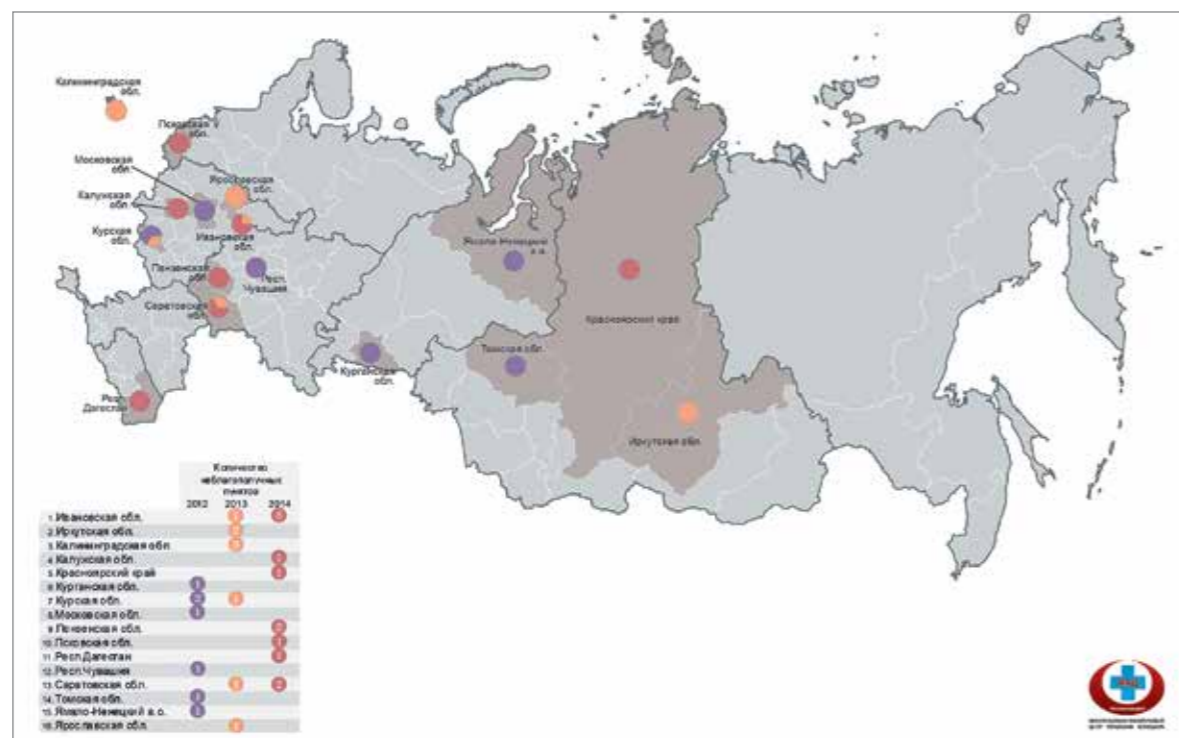 Калининградская
обл.
Псковская
обл.
Московская
обл.
Ярославская
обл.
Калужская
обл.
Курская
обл.
Ивановская
обл.
Пензенская
обл.
Респ.
Чувашия
Саратовская
обл.
Ямало-Ненецкий
а.о.
Красноярский край
Томская обл.
Курганская
обл.
Респ.
Дагестан
Иркутская обл.
Количество
неблагополучных
пунктов
2012 2013 2014
1. Ивановская обл.
2. Иркутская обл.
3. Калининградская обл.
4. Калужская обл.
5. Красноярский край
6. Курганская обл.
7. Курская обл.
8. Московская обл.
9. Пензенская обл.
10. Псковская обл.
11. Респ.Дагестан
12. Респ.Чувашия
13. Саратовская обл.
14. Томская обл.
15. Ямало-Ненецкий а.о.
16. Ярославская обл.